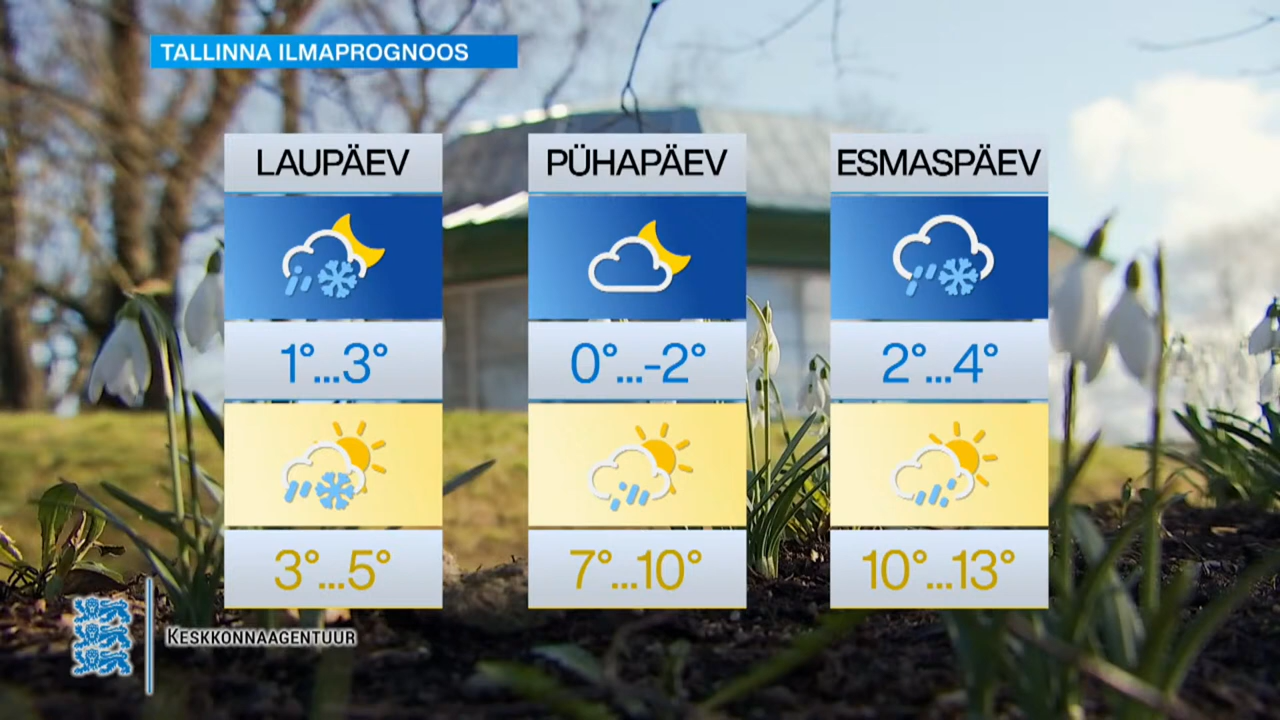 TALLINNA ILMAPROGNOOS
LAUPÄEV
PÜHAPÄEV
ESMASPÄEV
1°...3°
0°...-2°
2°...4°
3°...5°
7°...10°
10°...13°
KESKKONNAAGENTUUR